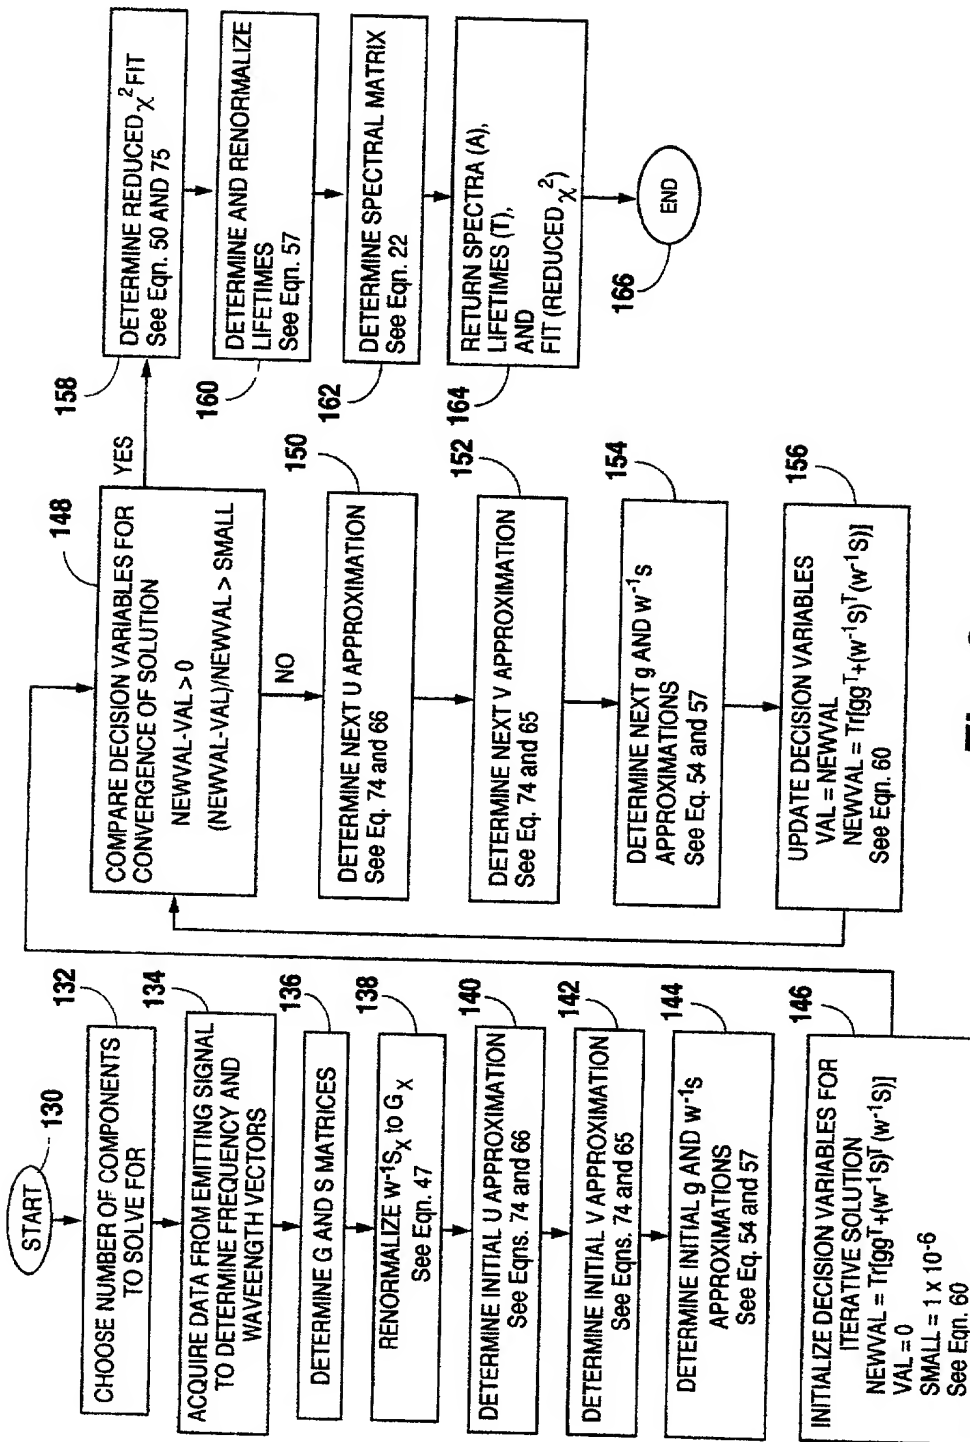 START
130
CHOOSE NUMBER OF COMPONENTS
TO SOLVE FOR
132
ACQUIRE DATA FROM EMITTING SIGNAL
TO DETERMINE FREQUENCY AND
WAVEENGTH VECTORS
134
DETERMINE G AND S MATRICES
136
RENORMALIZE w⁻¹Sₓ to Gₓ
See Eqn. 47
138
DETERMINE INITIAL U APPROXIMATION
See Eqns. 74 and 66
140
DETERMINE INITIAL V APPROXIMATION
See Eqns. 74 and 65
142
DETERMINE INITIAL g AND w⁻¹s
APPROXIMATIONS
See Eq. 54 and 57
144
INITIALIZE DECISION VARIABLES FOR
ITERATIVE SOLUTION
NEWVAL = Tr[ggᵀ+(w⁻¹S)ᵀ(w⁻¹S)]
VAL = 0
SMALL = 1 x 10⁻⁶
See Eqn. 60
146
COMPARE DECISION VARIABLES FOR
CONVERGENCE OF SOLUTION
NEWVAL-VAL > 0
(NEWVAL-VAL)/NEWVAL > SMALL
148
YES
NO
DETERMINE NEXT U APPROXIMATION
See Eq. 74 and 66
150
DETERMINE NEXT V APPROXIMATION
See Eq. 74 and 65
152
DETERMINE NEXT g AND w⁻¹s
APPROXIMATIONS
See Eq. 54 and 57
154
UPDATE DECISION VARIABLES
VAL = NEWVAL
NEWVAL = Tr[ggᵀ+(w⁻¹S)ᵀ(w⁻¹S)]
See Eqn. 60
156
DETERMINE REDUCED χ² FIT
See Eqn. 50 AND 75
158
DETERMINE AND RENORMALIZE
LIFETIMES
See Eqn. 57
160
DETERMINE SPECTRAL MATRIX
See Eqn. 22
162
RETURN SPECTRA (A),
LIFETIMES (T),
AND
FIT (REDUCED χ²)
164
END
166